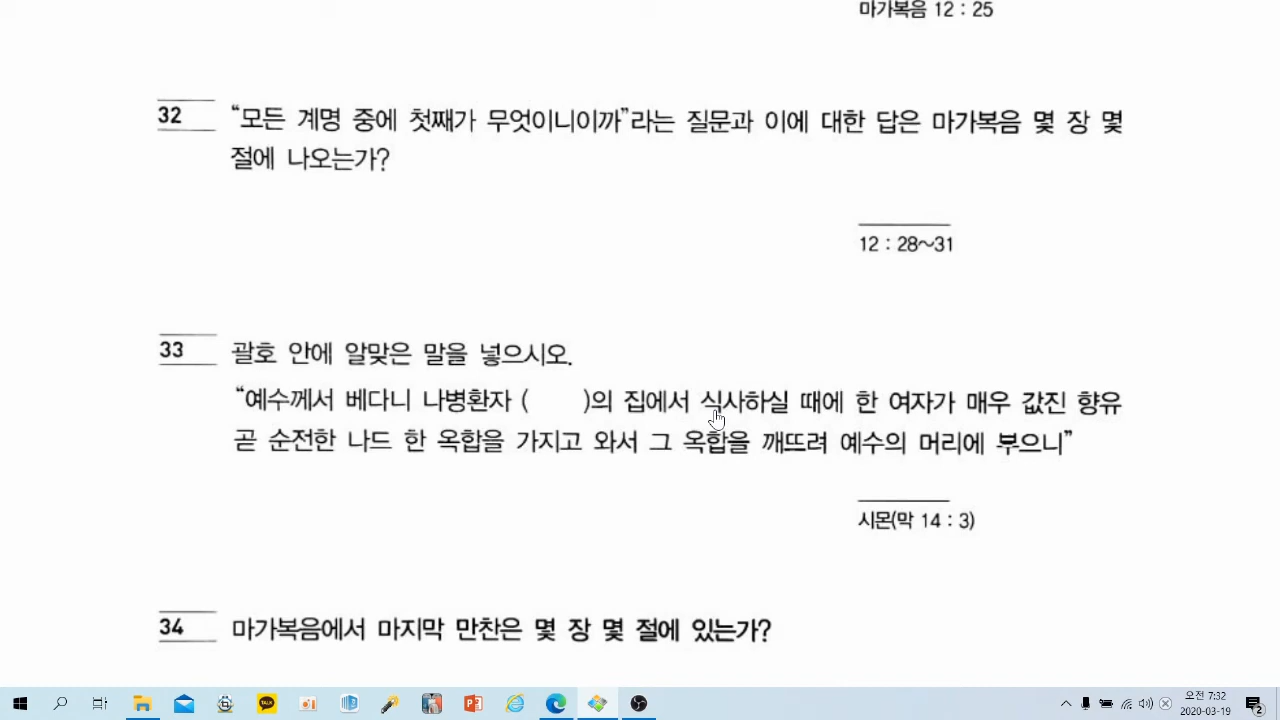 마가복음 12 : 25
32
“모든 계명 중에 첫째가 무엇이니이까”라는 질문과 이에 대한 답은 마가복음 몇 장 몇
절에 나오는가?
12 : 28~31
33
괄호 안에 알맞은 말을 넣으시오.
“예수께서 베다니 나병환자 (      )의 집에서 식사하실 때에 한 여자가 매우 값진 향유
곧 순전한 나드 한 옥합을 가지고 와서 그 옥합을 깨뜨려 예수의 머리에 부으니”
시몬(막 14 : 3)
34
마가복음에서 마지막 만찬은 몇 장 몇 절에 있는가?
TALK
오전 7:32
2020-03-19
2